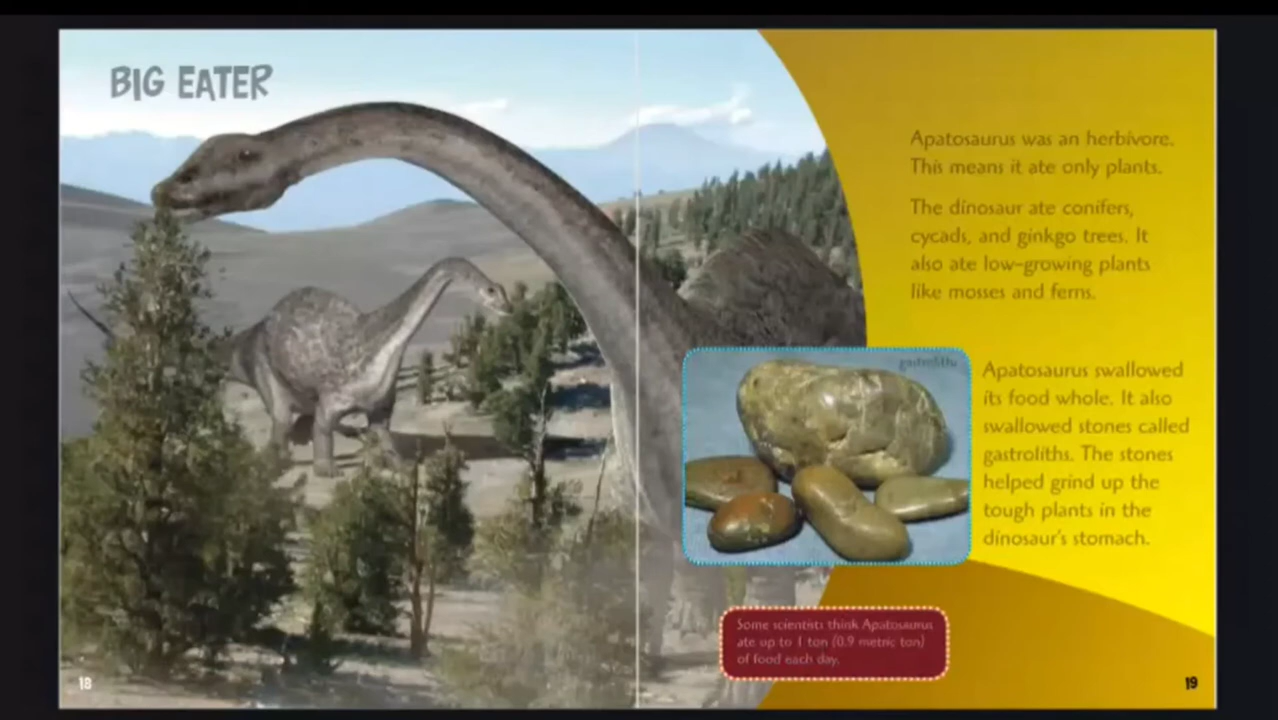 BIG EATER
Apatosaurus was an herbivore.
This means it ate only plants.
The dinosaur ate conifers,
cycads, and ginkgo trees. It
also ate low-growing plants
like mosses and ferns.
gastroliths
Apatosaurus swallowed
its food whole. It also
swallowed stones called
gastroliths. The stones
helped grind up the
tough plants in the
dinosaur's stomach.
Some scientists think Apatosaurus
ate up to 1 ton (0.9 metric ton)
of food each day.
18
19